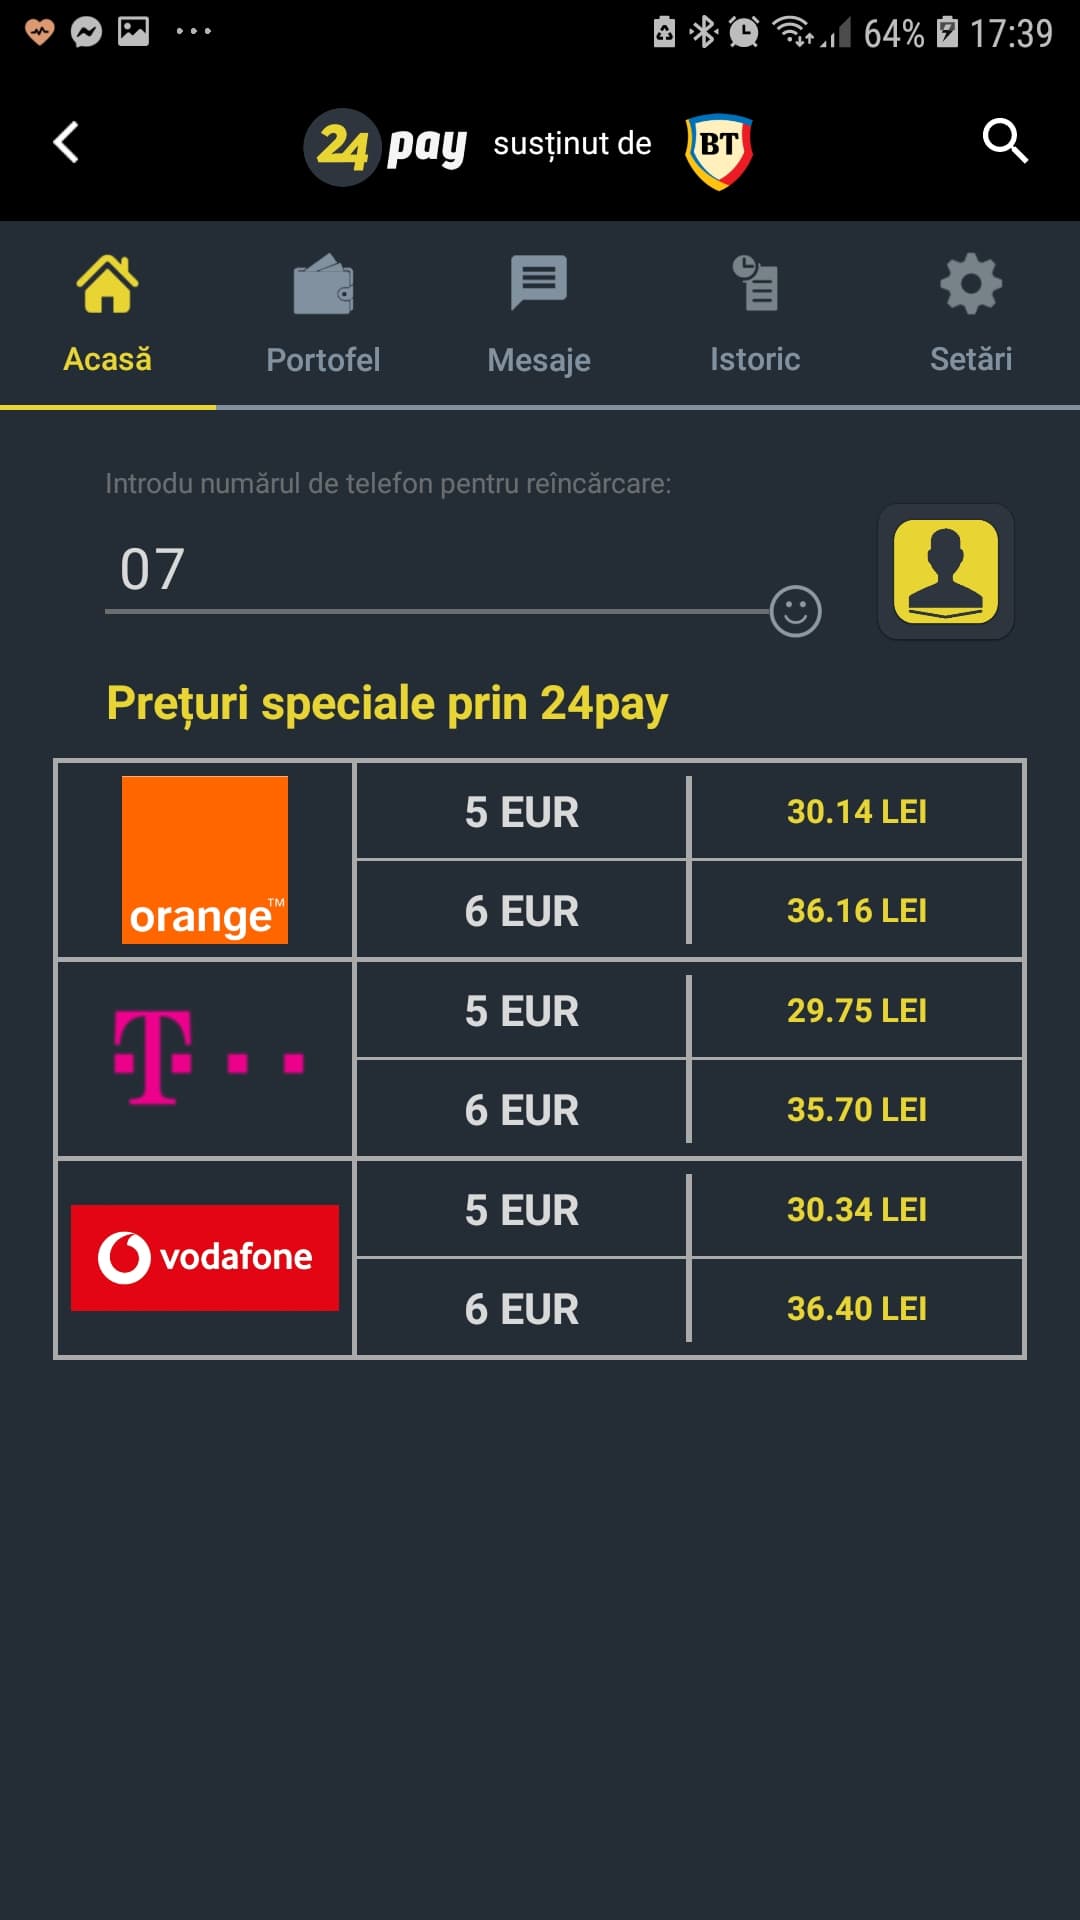 64% 17:39
24 pay susținut de BT
Acasă Portofel Mesaje Istoric Setări
Introdu numărul de telefon pentru reîncărcare:
07
Prețuri speciale prin 24pay
orange™
5 EUR 30.14 LEI
6 EUR 36.16 LEI
T
5 EUR 29.75 LEI
6 EUR 35.70 LEI
vodafone
5 EUR 30.34 LEI
6 EUR 36.40 LEI